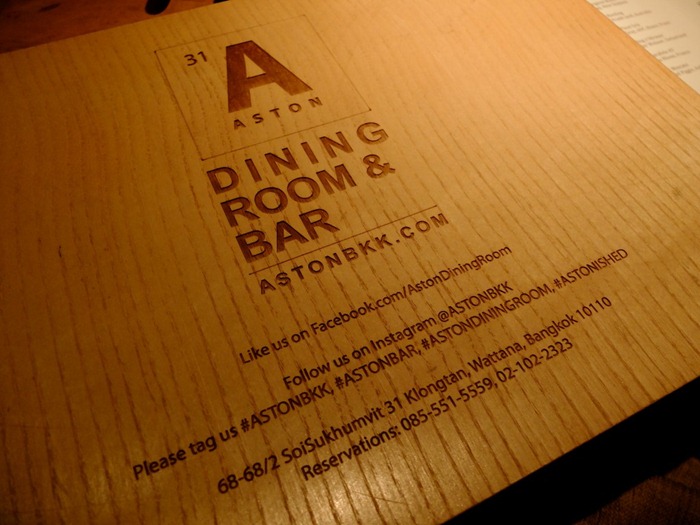 31
A
ASTON
DINING
ROOM &
BAR
ASTONBKK.COM
Like us on Facebook.com/AstonDiningRoom
Follow us on Instagram @ASTONBKK
Please tag us #ASTONBKK, #ASTONBAR, #ASTONDININGROOM, #ASTONISHED
68-68/2 SoiSukhumvit 31 Klongtan, Wattana, Bangkok 10110
Reservations: 085-551-5559, 02-102-2323